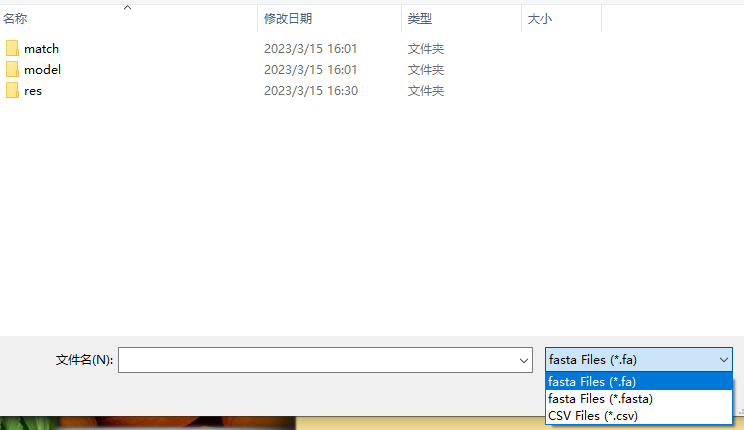 名称 修改日期 类型 大小
match 2023/3/15 16:01 文件夹
model 2023/3/15 16:01 文件夹
res 2023/3/15 16:30 文件夹
文件名(N): fasta Files (*.fa)
fasta Files (*.fa)
fasta Files (*.fasta)
CSV Files (*.csv)